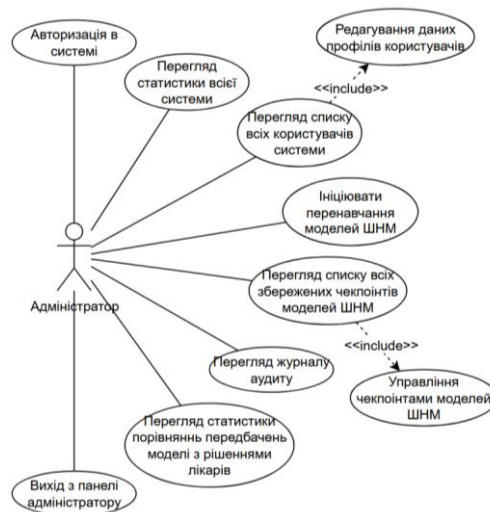 Авторизація в
системі
Редагування даних
профілів користувачів
Перегляд
статистики всієї
системи
<<include>>
Перегляд списку
всіх користувачів
системи
Ініціювати
перенавчання
моделей ШНМ
Адміністратор
Перегляд списку всіх
збережених чекпоінтів
моделей ШНМ
<<include>>
Перегляд журналу
аудиту
Управління
чекпоінтами моделей
ШНМ
Перегляд статистики
порівнянь передбачень
моделі з рішеннями
лікарів
Вихід з панелі
адміністратору